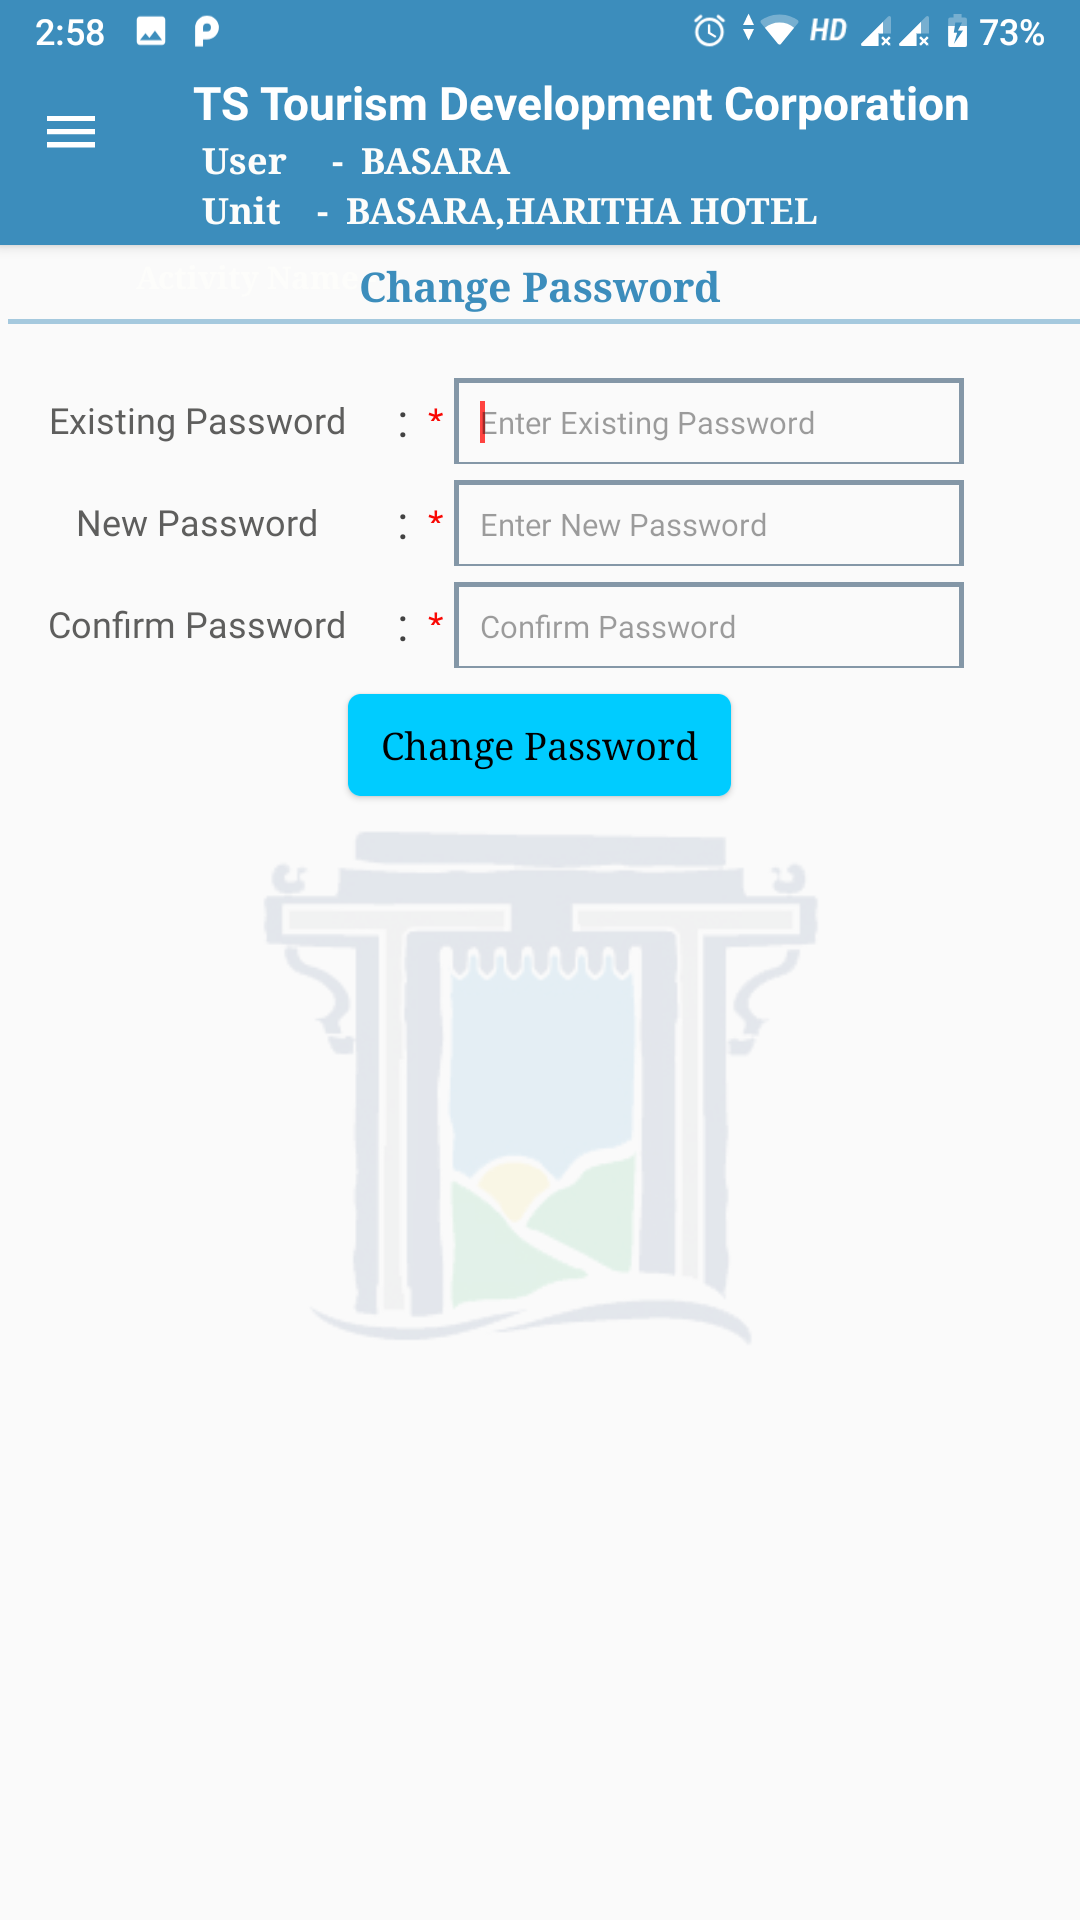 2:58 HD 73%
TS Tourism Development Corporation
User - BASARA
Unit - BASARA,HARITHA HOTEL
Activity Name
Change Password
Existing Password : * Enter Existing Password
New Password : * Enter New Password
Confirm Password : * Confirm Password
Change Password